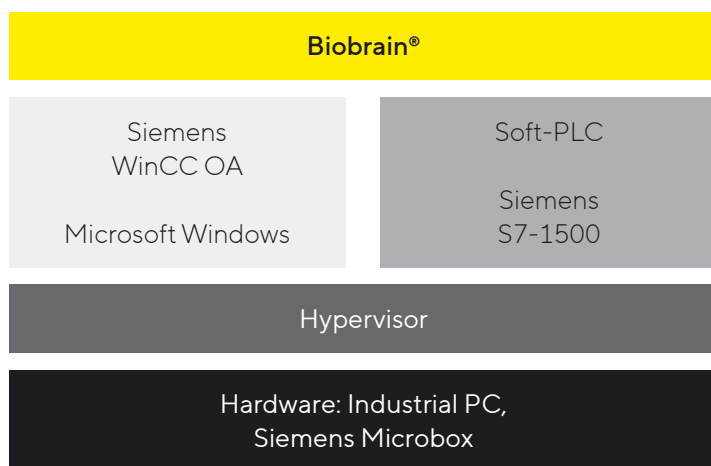 Biobrain®
Siemens
WinCC OA
Microsoft Windows
Soft-PLC
Siemens
S7-1500
Hypervisor
Hardware: Industrial PC,
Siemens Microbox